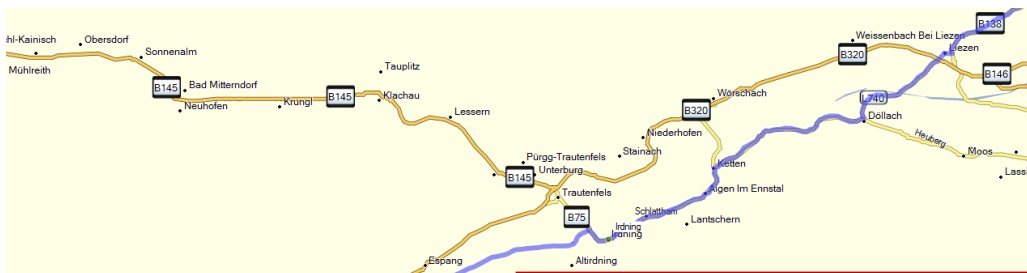 B138
Weissenbach Bei Liezen
Obersdorf
hl-Kainisch
Liezen
Sonnenalm
B320
Mühlreith
Tauplitz
B146
B145
Bad Mitterndorf
B145
Klachau
Wörschach
L740
Krungl
Neuhofen
B320
Lessern
Döllach
Niederhofen
Heuberg
Stainach
Moos
Pürgg-Trautenfels
Ketten
B145
Unterburg
Lass
Aigen Im Ennstal
Trautenfels
B75
Schlattham
Lantschern
Irdning
Irdning
Espang
Altirdning